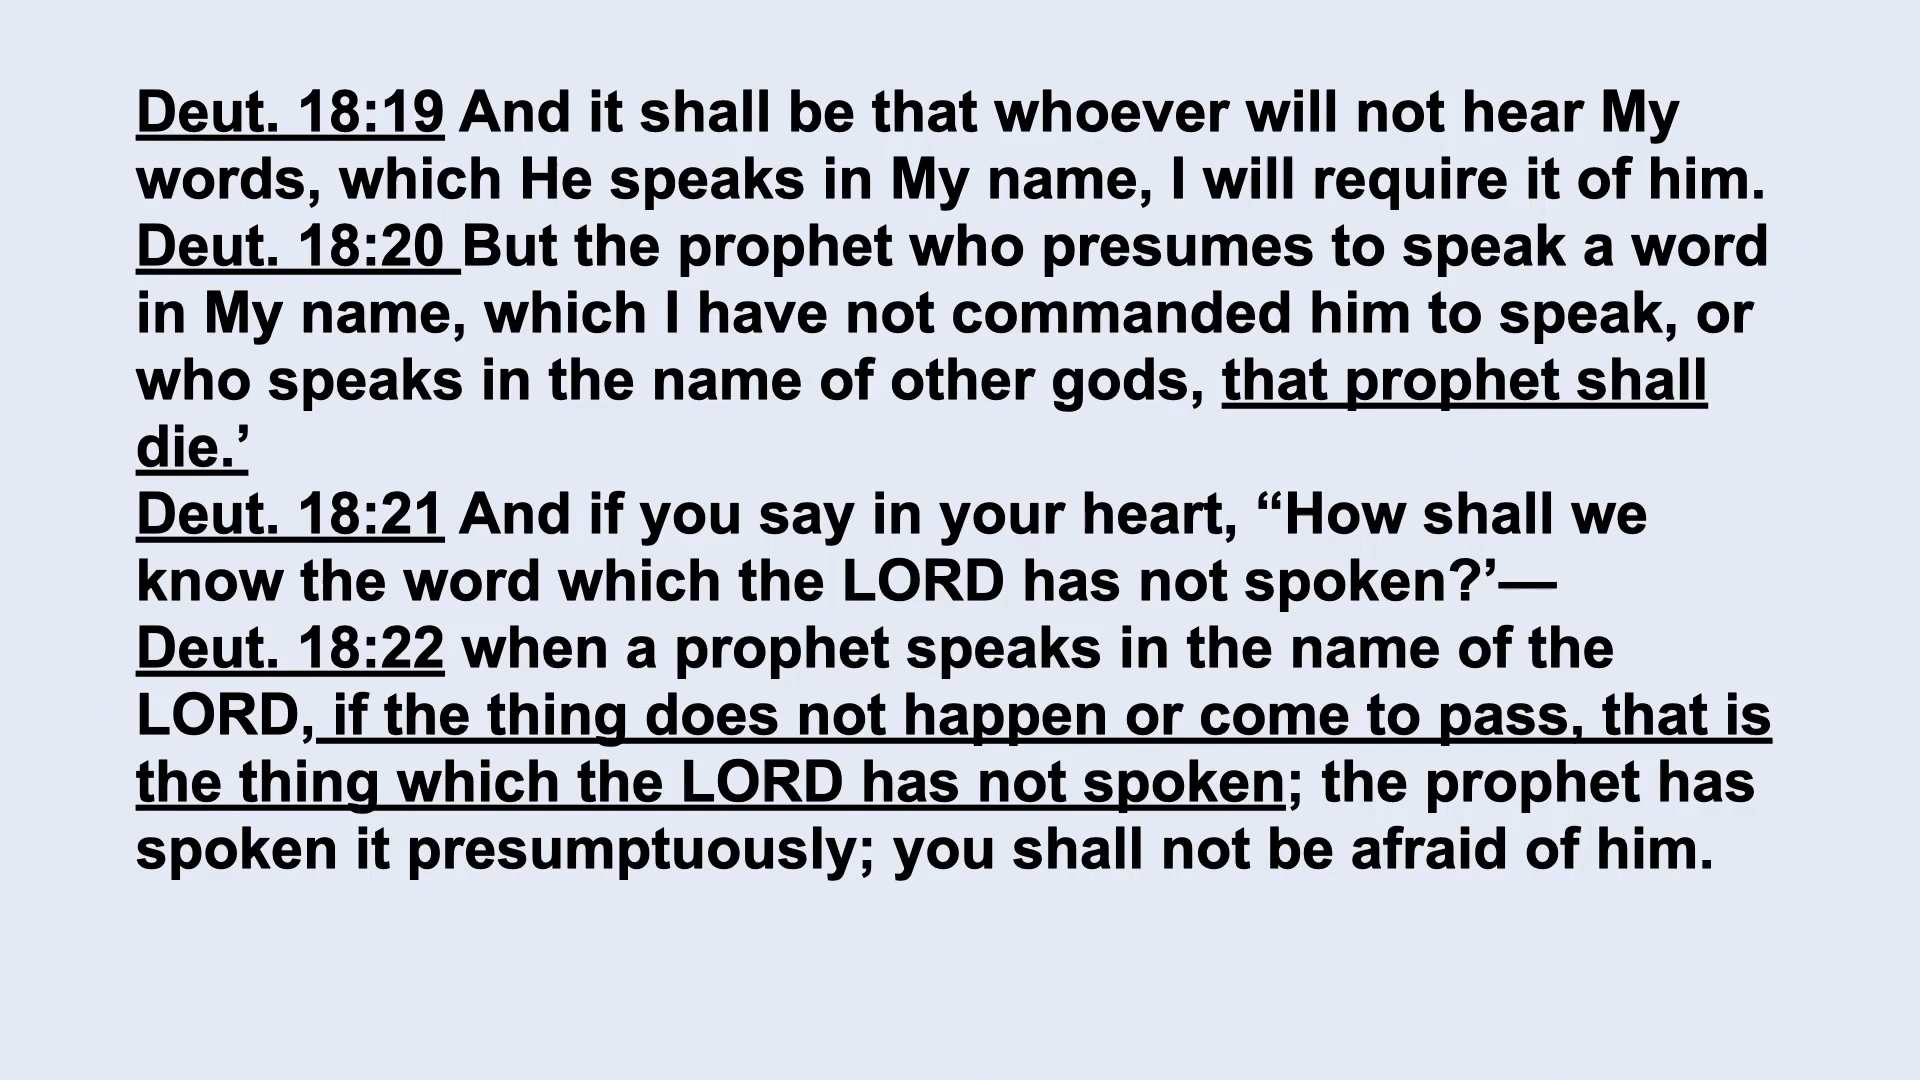 Deut. 18:19 And it shall be that whoever will not hear My
words, which He speaks in My name, I will require it of him.
Deut. 18:20 But the prophet who presumes to speak a word
in My name, which I have not commanded him to speak, or
who speaks in the name of other gods, that prophet shall
die.’
Deut. 18:21 And if you say in your heart, “How shall we
know the word which the LORD has not spoken?’—
Deut. 18:22 when a prophet speaks in the name of the
LORD, if the thing does not happen or come to pass, that is
the thing which the LORD has not spoken; the prophet has
spoken it presumptuously; you shall not be afraid of him.